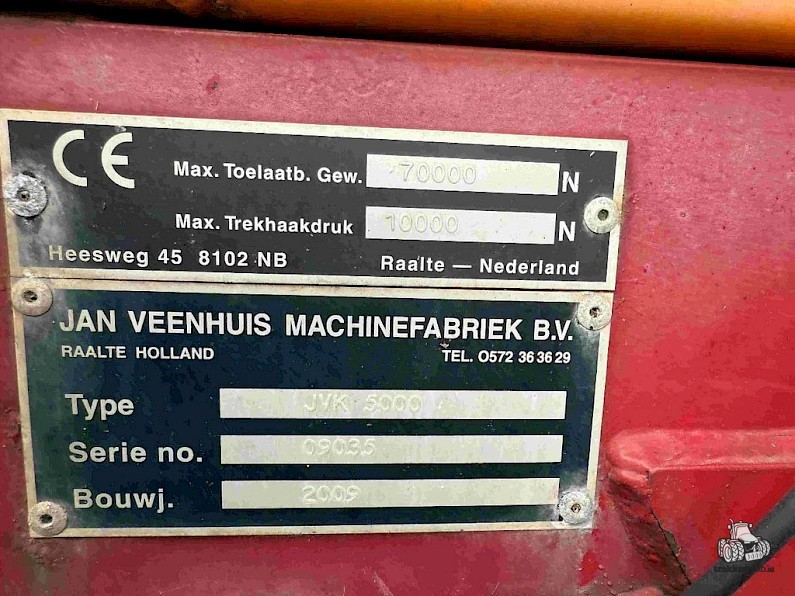 CE
Max. Toelaatb. Gew. 70000 N
Max. Trekhaakdruk 10000 N
Heesweg 45 8102 NB Raalte — Nederland
JAN VEENHUIS MACHINEFABRIEK B.V.
RAALTE HOLLAND TEL. 0572 36 36 29
Type JVK 5000
Serie no. 09035
Bouwj. 2009